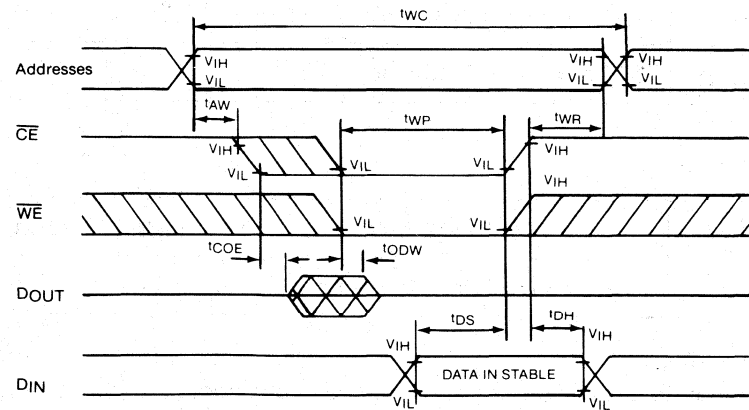 tWC
Addresses VIH VIL VIH VIL VIH VIL
tAW tWP tWR
CE VIH VIL VIL VIL VIH
VIH
WE VIL VIL
tCOE tODW
DOUT
tDS tDH
VIH VIH
DIN DATA IN STABLE
VIL VIL